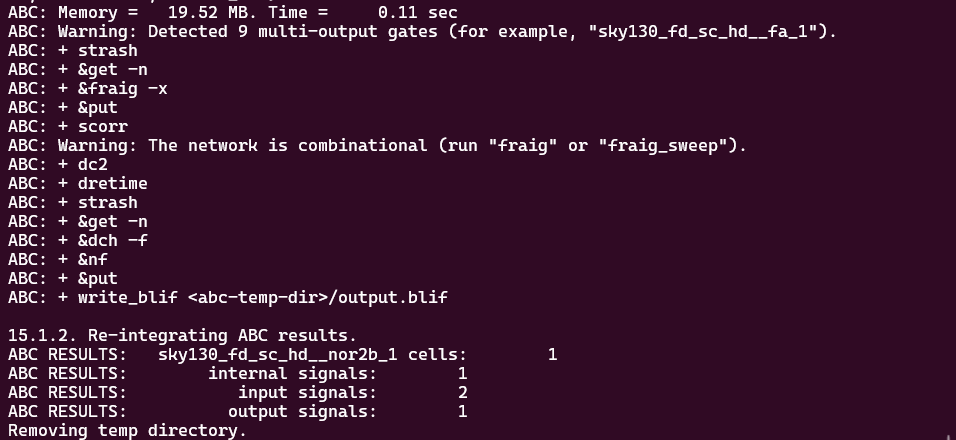 ABC: Memory =   19.52 MB. Time =     0.11 sec
ABC: Warning: Detected 9 multi-output gates (for example, "sky130_fd_sc_hd__fa_1").
ABC: + strash
ABC: + &get -n
ABC: + &fraig -x
ABC: + &put
ABC: + scorr
ABC: Warning: The network is combinational (run "fraig" or "fraig_sweep").
ABC: + dc2
ABC: + dretime
ABC: + strash
ABC: + &get -n
ABC: + &dch -f
ABC: + &nf
ABC: + &put
ABC: + write_blif <abc-temp-dir>/output.blif
15.1.2. Re-integrating ABC results.
ABC RESULTS:   sky130_fd_sc_hd__nor2b_1 cells:        1
ABC RESULTS:        internal signals:        1
ABC RESULTS:           input signals:        2
ABC RESULTS:          output signals:        1
Removing temp directory.